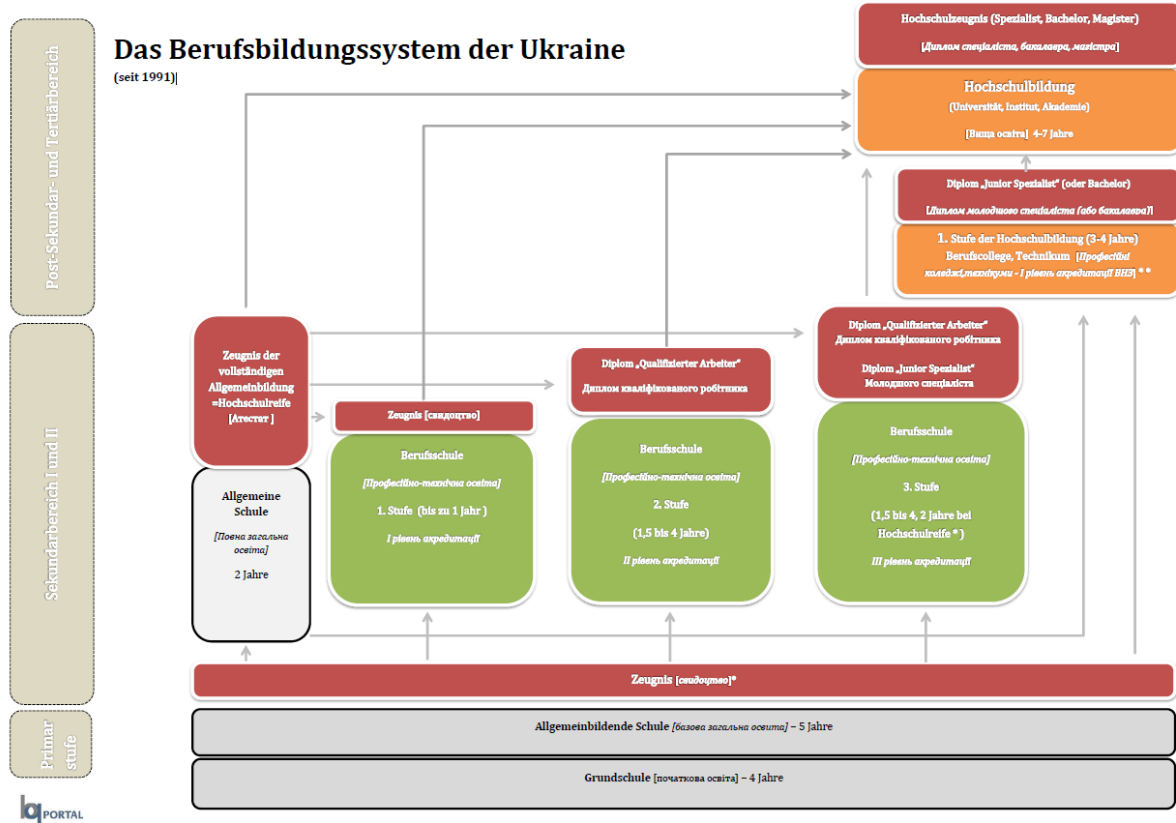 Das Berufsbildungssystem der Ukraine
(seit 1991)
Post-Sekundar- und Tertiärbereich
Hochschulzeugnis (Spezialist, Bachelor, Magister)
[Диплом спеціаліста, бакалавра, магістра]
Hochschulbildung
(Universität, Institut, Akademie)
[Вища освіта] 4-7 Jahre
Diplom „Junior Spezialist" (oder Bachelor)
[Диплом молодшого спеціаліста (або бакалавра)]
1. Stufe der Hochschulbildung (3-4 Jahre)
Berufscollege, Technikum [Професійні
коледжі,технікуми - I рівень акредитації ВНЗ] **
Sekundarbereich I und II
Zeugnis der
vollständigen
Allgemeinbildung
=Hochschulreife
[Атестат ]
Allgemeine
Schule
[Повна загальна
освіта]
2 Jahre
Zeugnis [свидоцтво]
Berufsschule
[Професійно-технічна освіта]
1. Stufe (bis zu 1 Jahr )
I рівень акредитації
Diplom „Qualifizierter Arbeiter"
Диплом кваліфікованого робітника
Berufsschule
[Професійно-технічна освіта]
2. Stufe
(1,5 bis 4 Jahre)
II рівень акредитації
Diplom „Qualifizierter Arbeiter"
Диплом кваліфікованого робітника
Diplom „Junior Spezialist"
Молодшого спеціаліста
Berufsschule
[Професійно-технічна освіта]
3. Stufe
(1,5 bis 4, 2 Jahre bei
Hochschulreife * )
III рівень акредитації
Zeugnis [свидоцтво]*
Primar
stufe
Allgemeinbildende Schule [базова загальна освита] – 5 Jahre
Grundschule [початкова освіта] – 4 Jahre
bq PORTAL